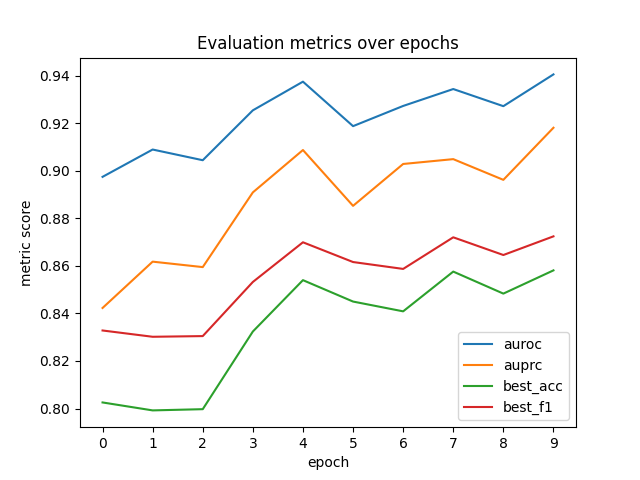 Evaluation metrics over epochs
metric score
0.94
0.92
0.90
0.88
0.86
0.84
0.82
0.80
auroc
auprc
best_acc
best_f1
0 1 2 3 4 5 6 7 8 9
epoch